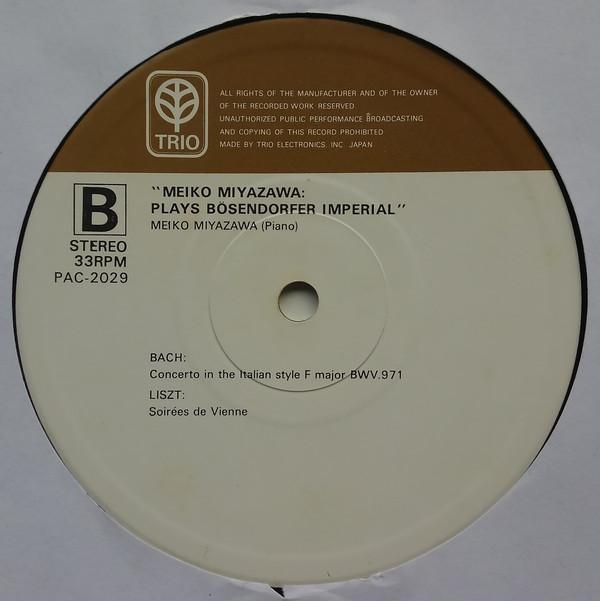 TRIO
ALL RIGHTS OF THE MANUFACTURER AND OF THE OWNER
OF THE RECORDED WORK RESERVED
UNAUTHORIZED PUBLIC PERFORMANCE BROADCASTING
AND COPYING OF THIS RECORD PROHIBITED
MADE BY TRIO ELECTRONICS. INC JAPAN
B
STEREO
33RPM
PAC-2029
"MEIKO MIYAZAWA:
PLAYS BÖSENDORFER IMPERIAL"
MEIKO MIYAZAWA (Piano)
BACH:
Concerto in the Italian style F major BWV.971
LISZT:
Soirées de Vienne